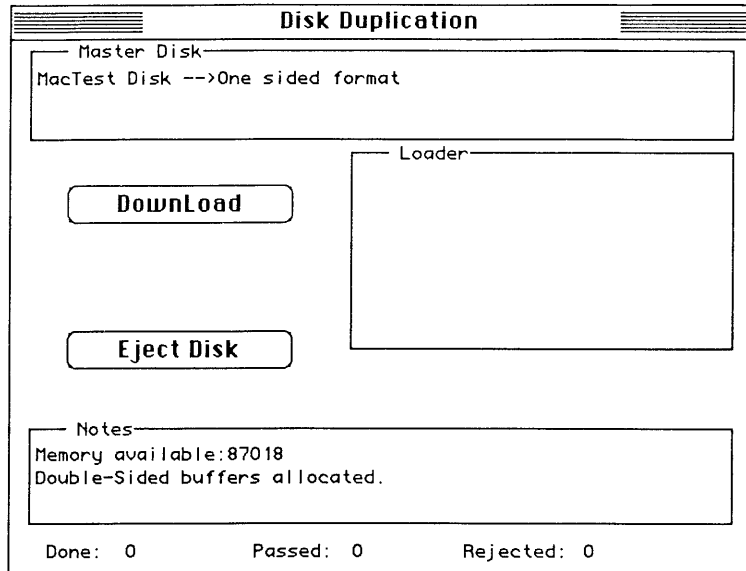 Disk Duplication
Master Disk
MacTest Disk -->One sided format
Loader
DownLoad
Eject Disk
Notes
Memory available:87018
Double-Sided buffers allocated.
Done: 0 Passed: 0 Rejected: 0